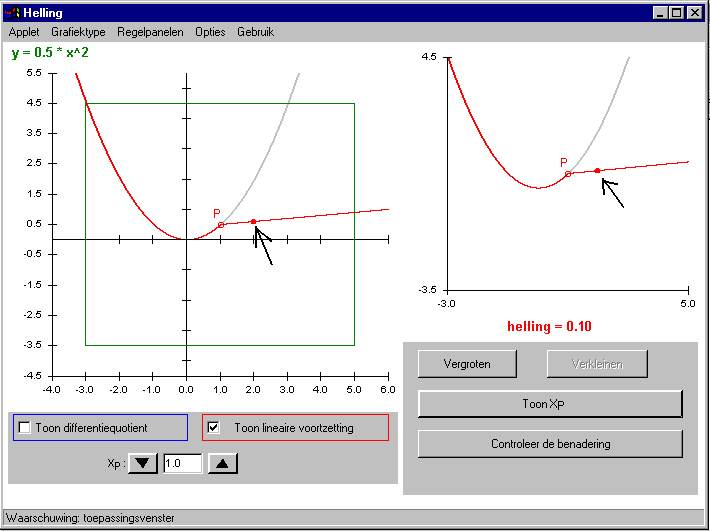 Helling
Applet Grafiektype Regelpanelen Opties Gebruik
y = 0.5 * x^2
5.5
4.5
3.5
2.5
1.5
0.5
-0.5
-1.5
-2.5
-3.5
-4.5
-4.0 -3.0 -2.0 -1.0 0.0 1.0 2.0 3.0 4.0 5.0 6.0
P
4.5
P
-3.5
-3.0 5.0
helling = 0.10
Vergroten Verkleinen
Toon XP
Controleer de benadering
Toon differentiequotient Toon lineaire voortzetting
XP : 1.0
Waarschuwing: toepassingsvenster